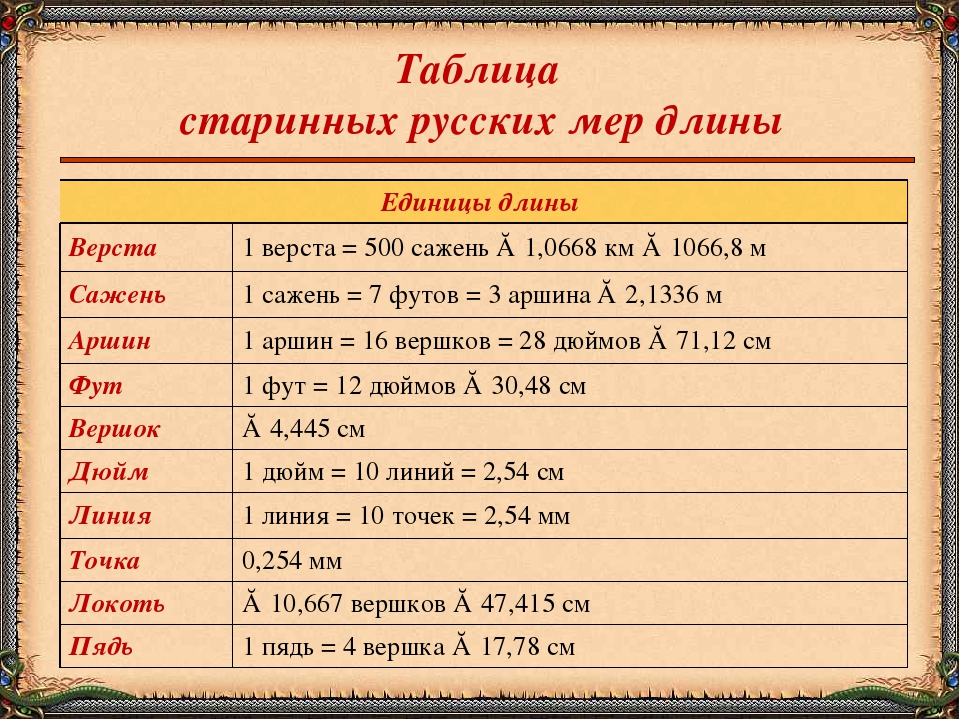 Таблица
старинных русских мер длины
Единицы длины
Верста 1 верста = 500 сажень Ă 1,0668 км Ă 1066,8 м
Сажень 1 сажень = 7 футов = 3 аршина Ă 2,1336 м
Аршин 1 аршин = 16 вершков = 28 дюймов Ă 71,12 см
Фут 1 фут = 12 дюймов Ă 30,48 см
Вершок Ă 4,445 см
Дюйм 1 дюйм = 10 линий = 2,54 см
Линия 1 линия = 10 точек = 2,54 мм
Точка 0,254 мм
Локоть Ă 10,667 вершков Ă 47,415 см
Пядь 1 пядь = 4 вершка Ă 17,78 см